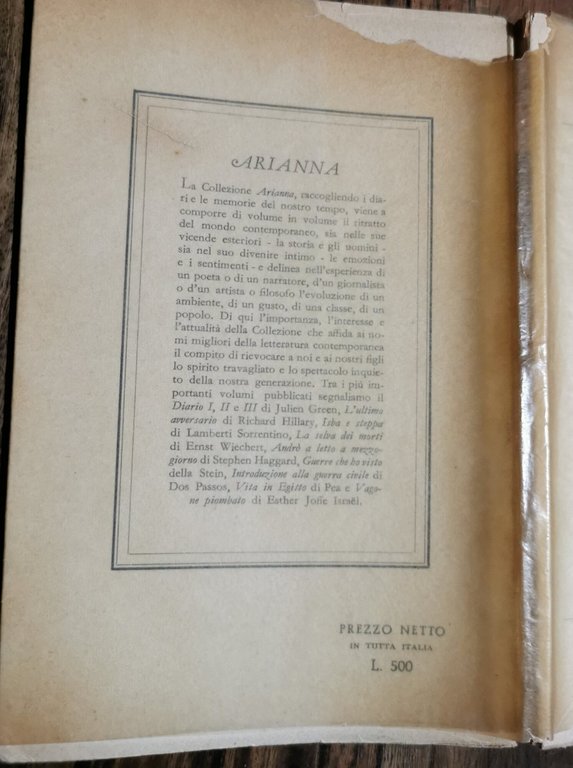 ARIANNA
La Collezione Arianna, raccogliendo i dia-
ri e le memorie del nostro tempo, viene a
comporre di volume in volume il ritratto
del mondo contemporaneo, sia nelle sue
vicende esteriori - la storia e gli uomini -
sia nel suo divenire intimo - le emozioni
e i sentimenti - e delinea nell'esperienza di
un poeta o di un narratore, d'un giornalista
o d'un artista o filosofo l'evoluzione di un
ambiente, di un gusto, di una classe, di un
popolo. Di qui l'importanza, l'interesse e
l'attualità della Collezione che affida ai no-
mi migliori della letteratura contemporanea
il compito di rievocare a noi e ai nostri figli
lo spirito travagliato e lo spettacolo inquie-
to della nostra generazione. Tra i più im-
portanti volumi pubblicati segnaliamo il
Diario I, II e III di Julien Green, L'ultimo
avversario di Richard Hillary, Isba e steppa
di Lamberti Sorrentino, La selva dei morti
di Ernst Wiechert, Andrò a letto a mezzo-
giorno di Stephen Haggard, Guerre che ho visto
della Stein, Introduzione alla guerra civile di
Dos Passos, Vita in Egitto di Pea e Vago-
ne piombato di Esther Joffe Israël.
PREZZO NETTO
IN TUTTA ITALIA
L. 500